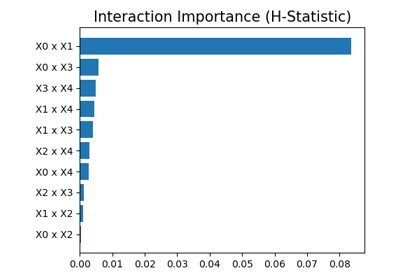 Interaction Importance (H-Statistic)
X0 x X1
X0 x X3
X3 x X4
X1 x X4
X1 x X3
X2 x X4
X0 x X4
X2 x X3
X1 x X2
X0 x X2
0.00 0.01 0.02 0.03 0.04 0.05 0.06 0.07 0.08